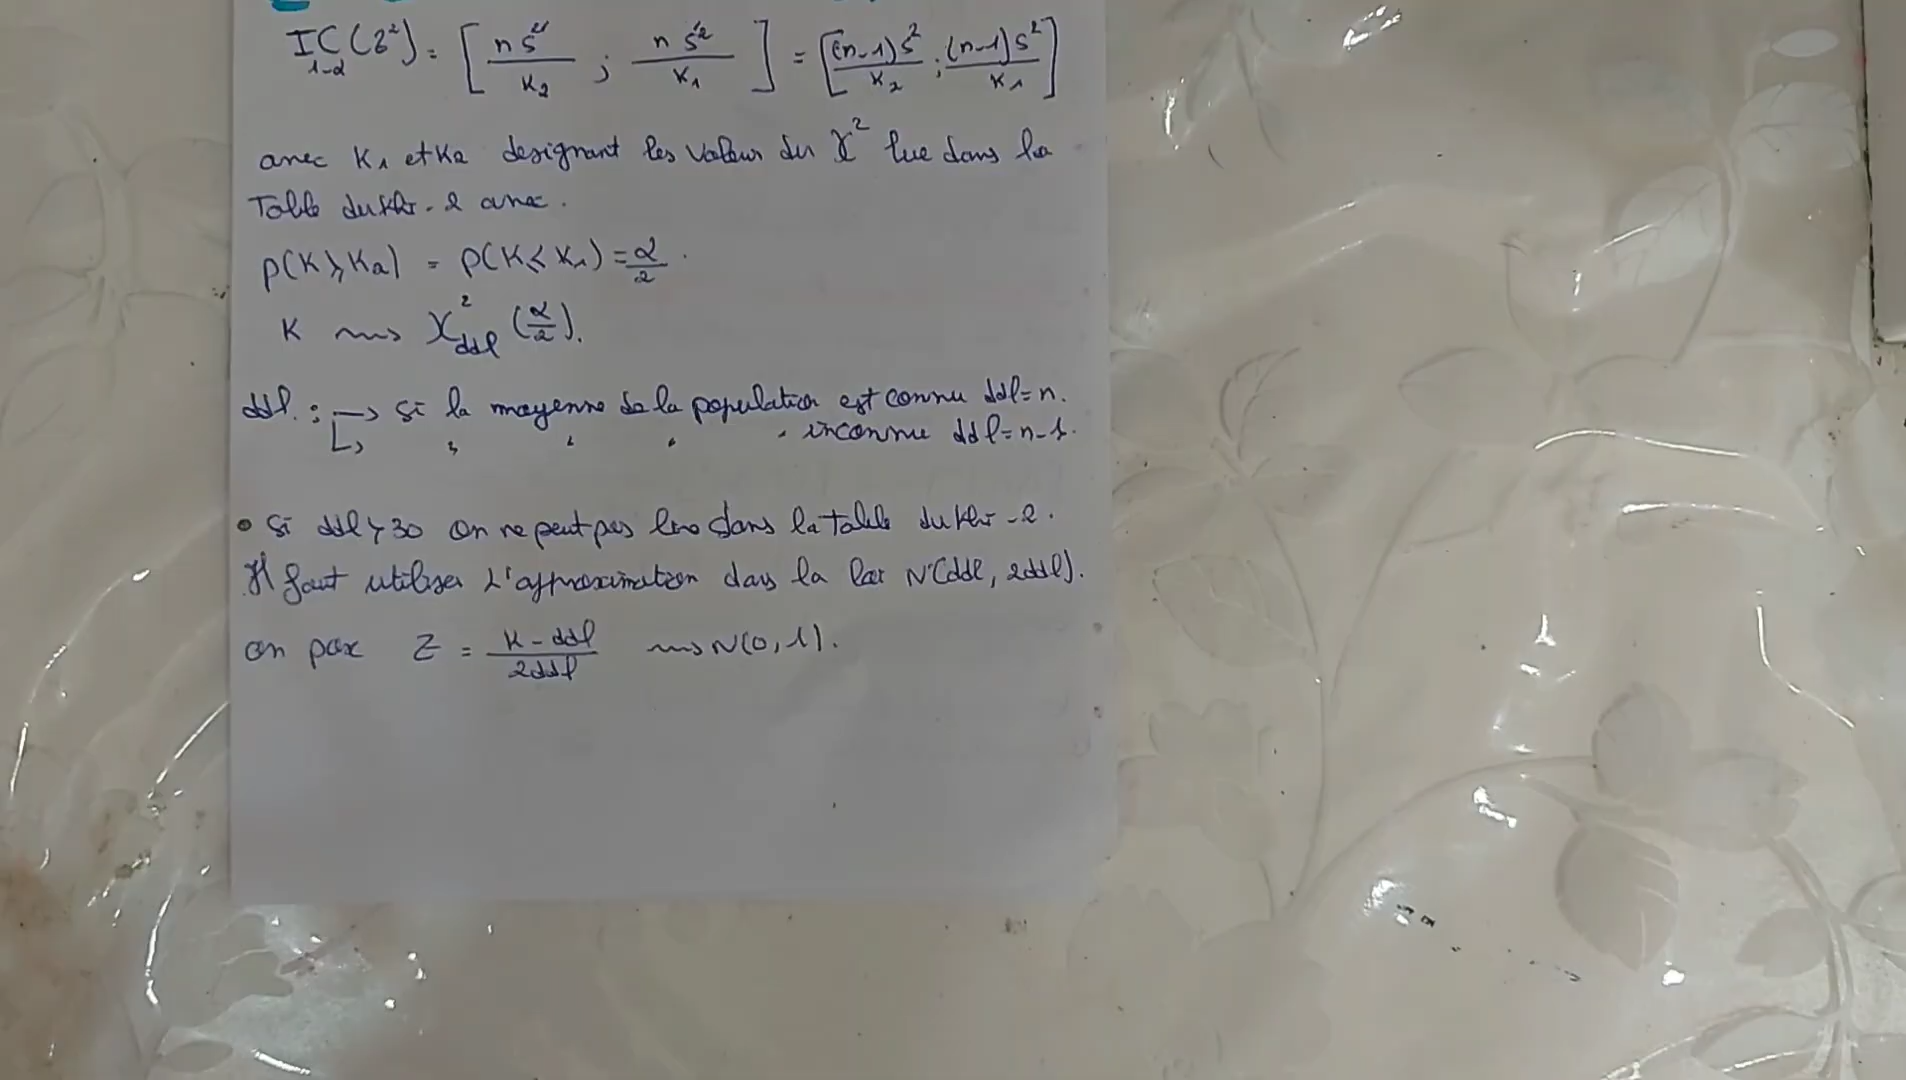 IC(δ²) = [ n s'² / K₂ ; n s'² / K₁ ] = [ (n-1)s² / K₂ ; (n-1)s² / K₁ ]
1-α
avec K₁ et K₂ designant les valeur du χ² lue dans la
Table du khi-2 avec.
p(K ⩾ K₂) = p(K ⩽ K₁) = α/2.
K ⟿ χ²ddl (α/2).
ddl. : → si la moyenne de la population est connu ddl = n.
↳ " " " " inconnu ddl = n-1.
• Si ddl > 30 on ne peut pas lire dans la table du khi-2.
Il faut utiliser L'approximation dans la loi N(ddl, 2ddl).
on pose Z = K - ddl / 2ddl ⟿ N(0,1).